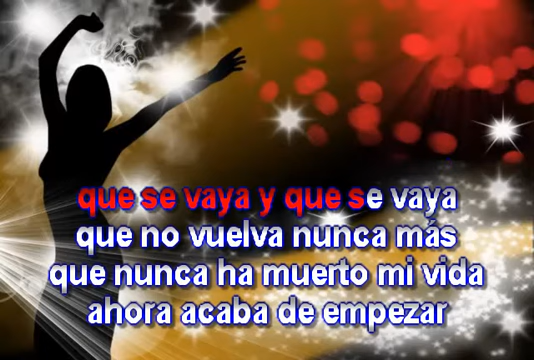 que se vaya y que se vaya
que no vuelva nunca más
que nunca ha muerto mi vida
ahora acaba de empezar